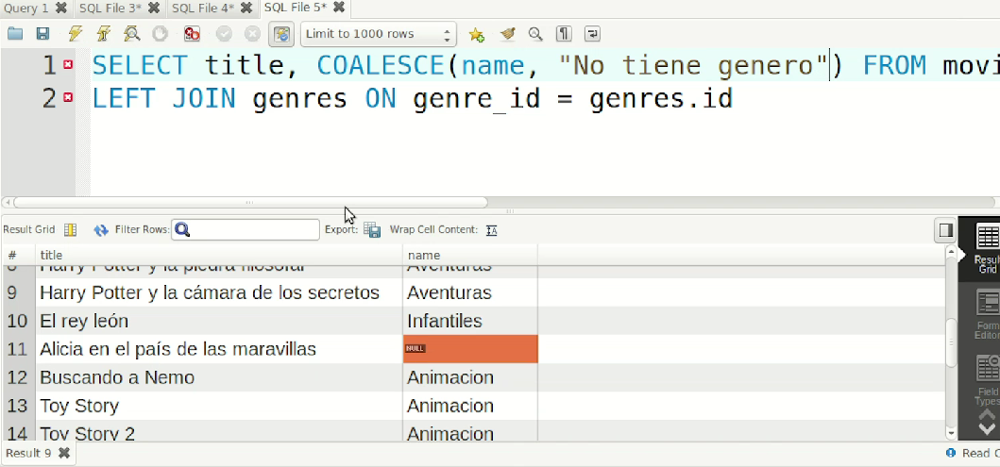 Query 1 SQL File 3* SQL File 4* SQL File 5*
Limit to 1000 rows
1 SELECT title, COALESCE(name, "No tiene genero") FROM movi
2 LEFT JOIN genres ON genre_id = genres.id
Result Grid Filter Rows: Export: Wrap Cell Content:
# title name
Harry Potter y la piedra filosofal Aventuras
9 Harry Potter y la cámara de los secretos Aventuras
10 El rey león Infantiles
11 Alicia en el país de las maravillas NULL
12 Buscando a Nemo Animacion
13 Toy Story Animacion
14 Toy Story 2 Animacion
Result
Grid
Form
Editor
Field
Types
Result 9 Read O